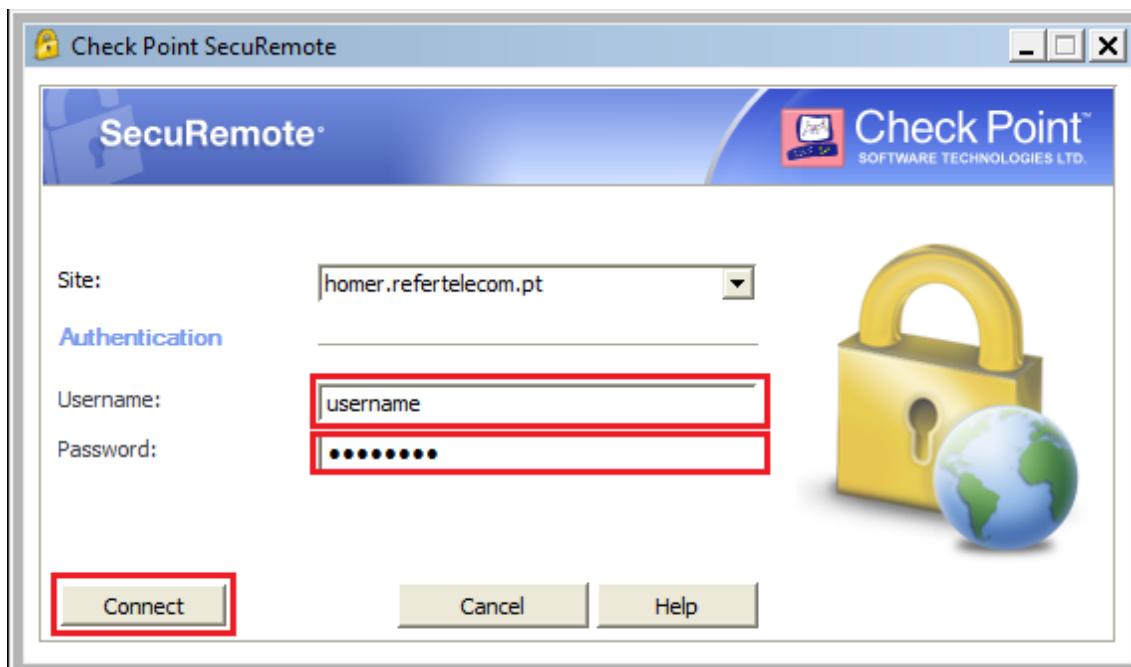 Check Point SecuRemote
SecuRemote
Check Point™
SOFTWARE TECHNOLOGIES LTD.
Site: homer.refertelecom.pt
Authentication
Username: username
Password: ••••••••
Connect Cancel Help